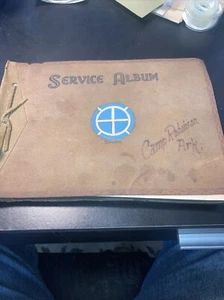 SERVICE ALBUM
Camp Robinson
Ark.